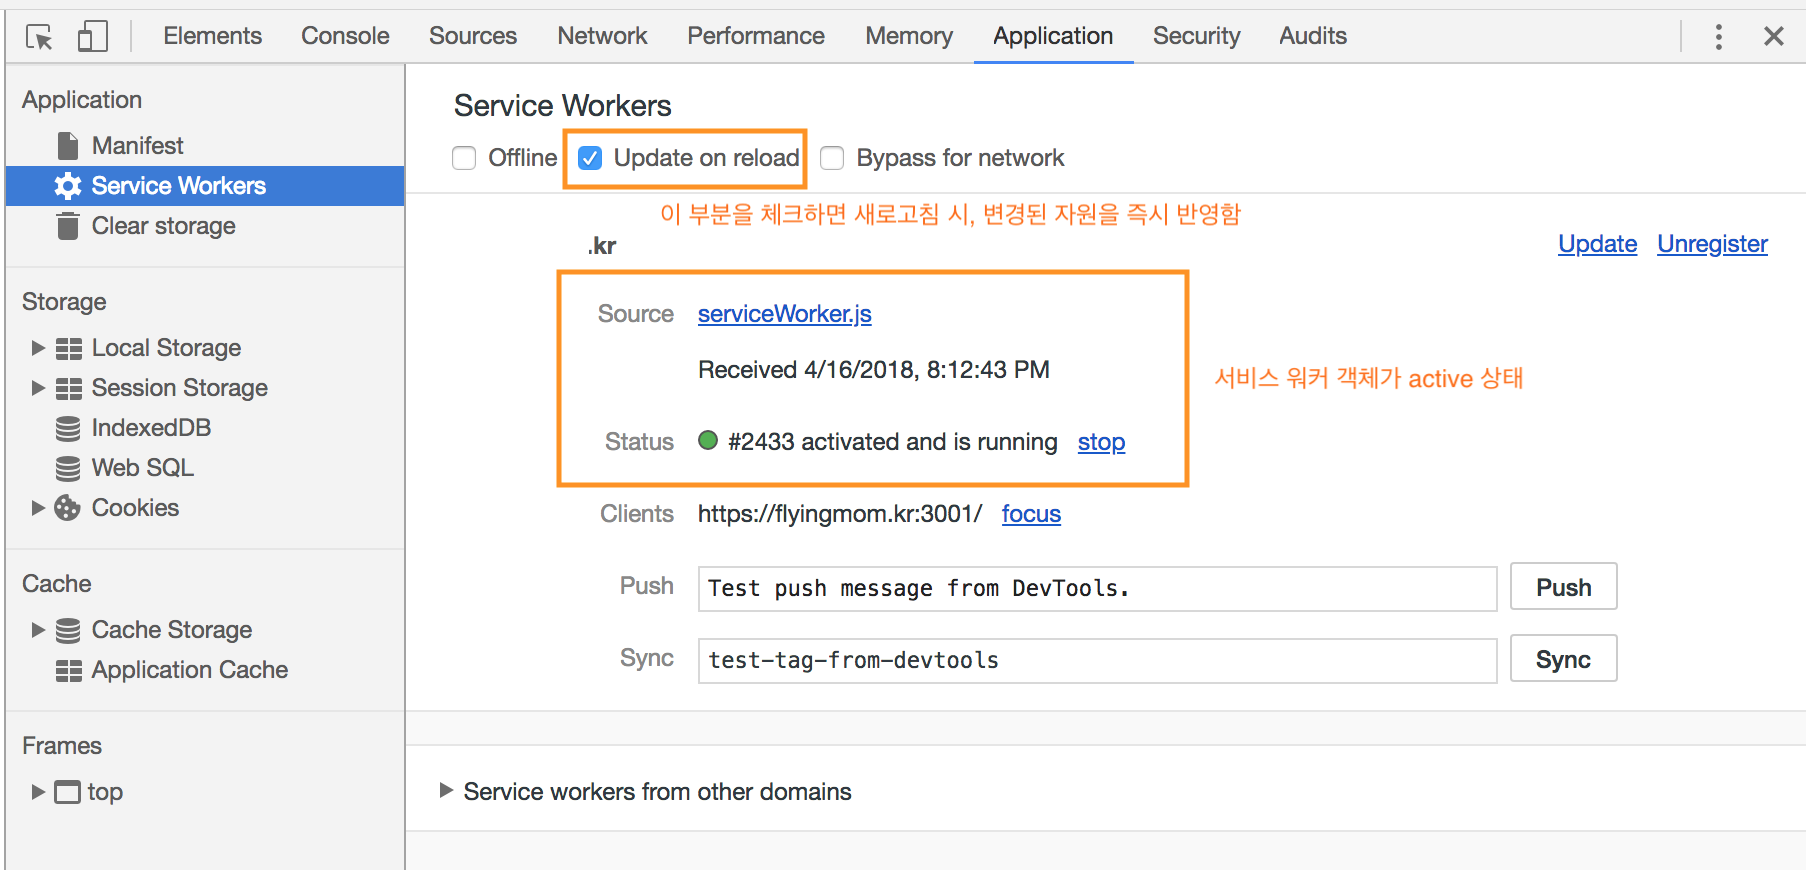 Elements Console Sources Network Performance Memory Application Security Audits
Application
Manifest
Service Workers
Clear storage
Storage
Local Storage
Session Storage
IndexedDB
Web SQL
Cookies
Cache
Cache Storage
Application Cache
Frames
top
Service Workers
Offline Update on reload Bypass for network
이 부분을 체크하면 새로고침 시, 변경된 자원을 즉시 반영함
.kr Update Unregister
Source serviceWorker.js
Received 4/16/2018, 8:12:43 PM
서비스 워커 객체가 active 상태
Status #2433 activated and is running stop
Clients https://flyingmom.kr:3001/ focus
Push Test push message from DevTools. Push
Sync test-tag-from-devtools Sync
Service workers from other domains